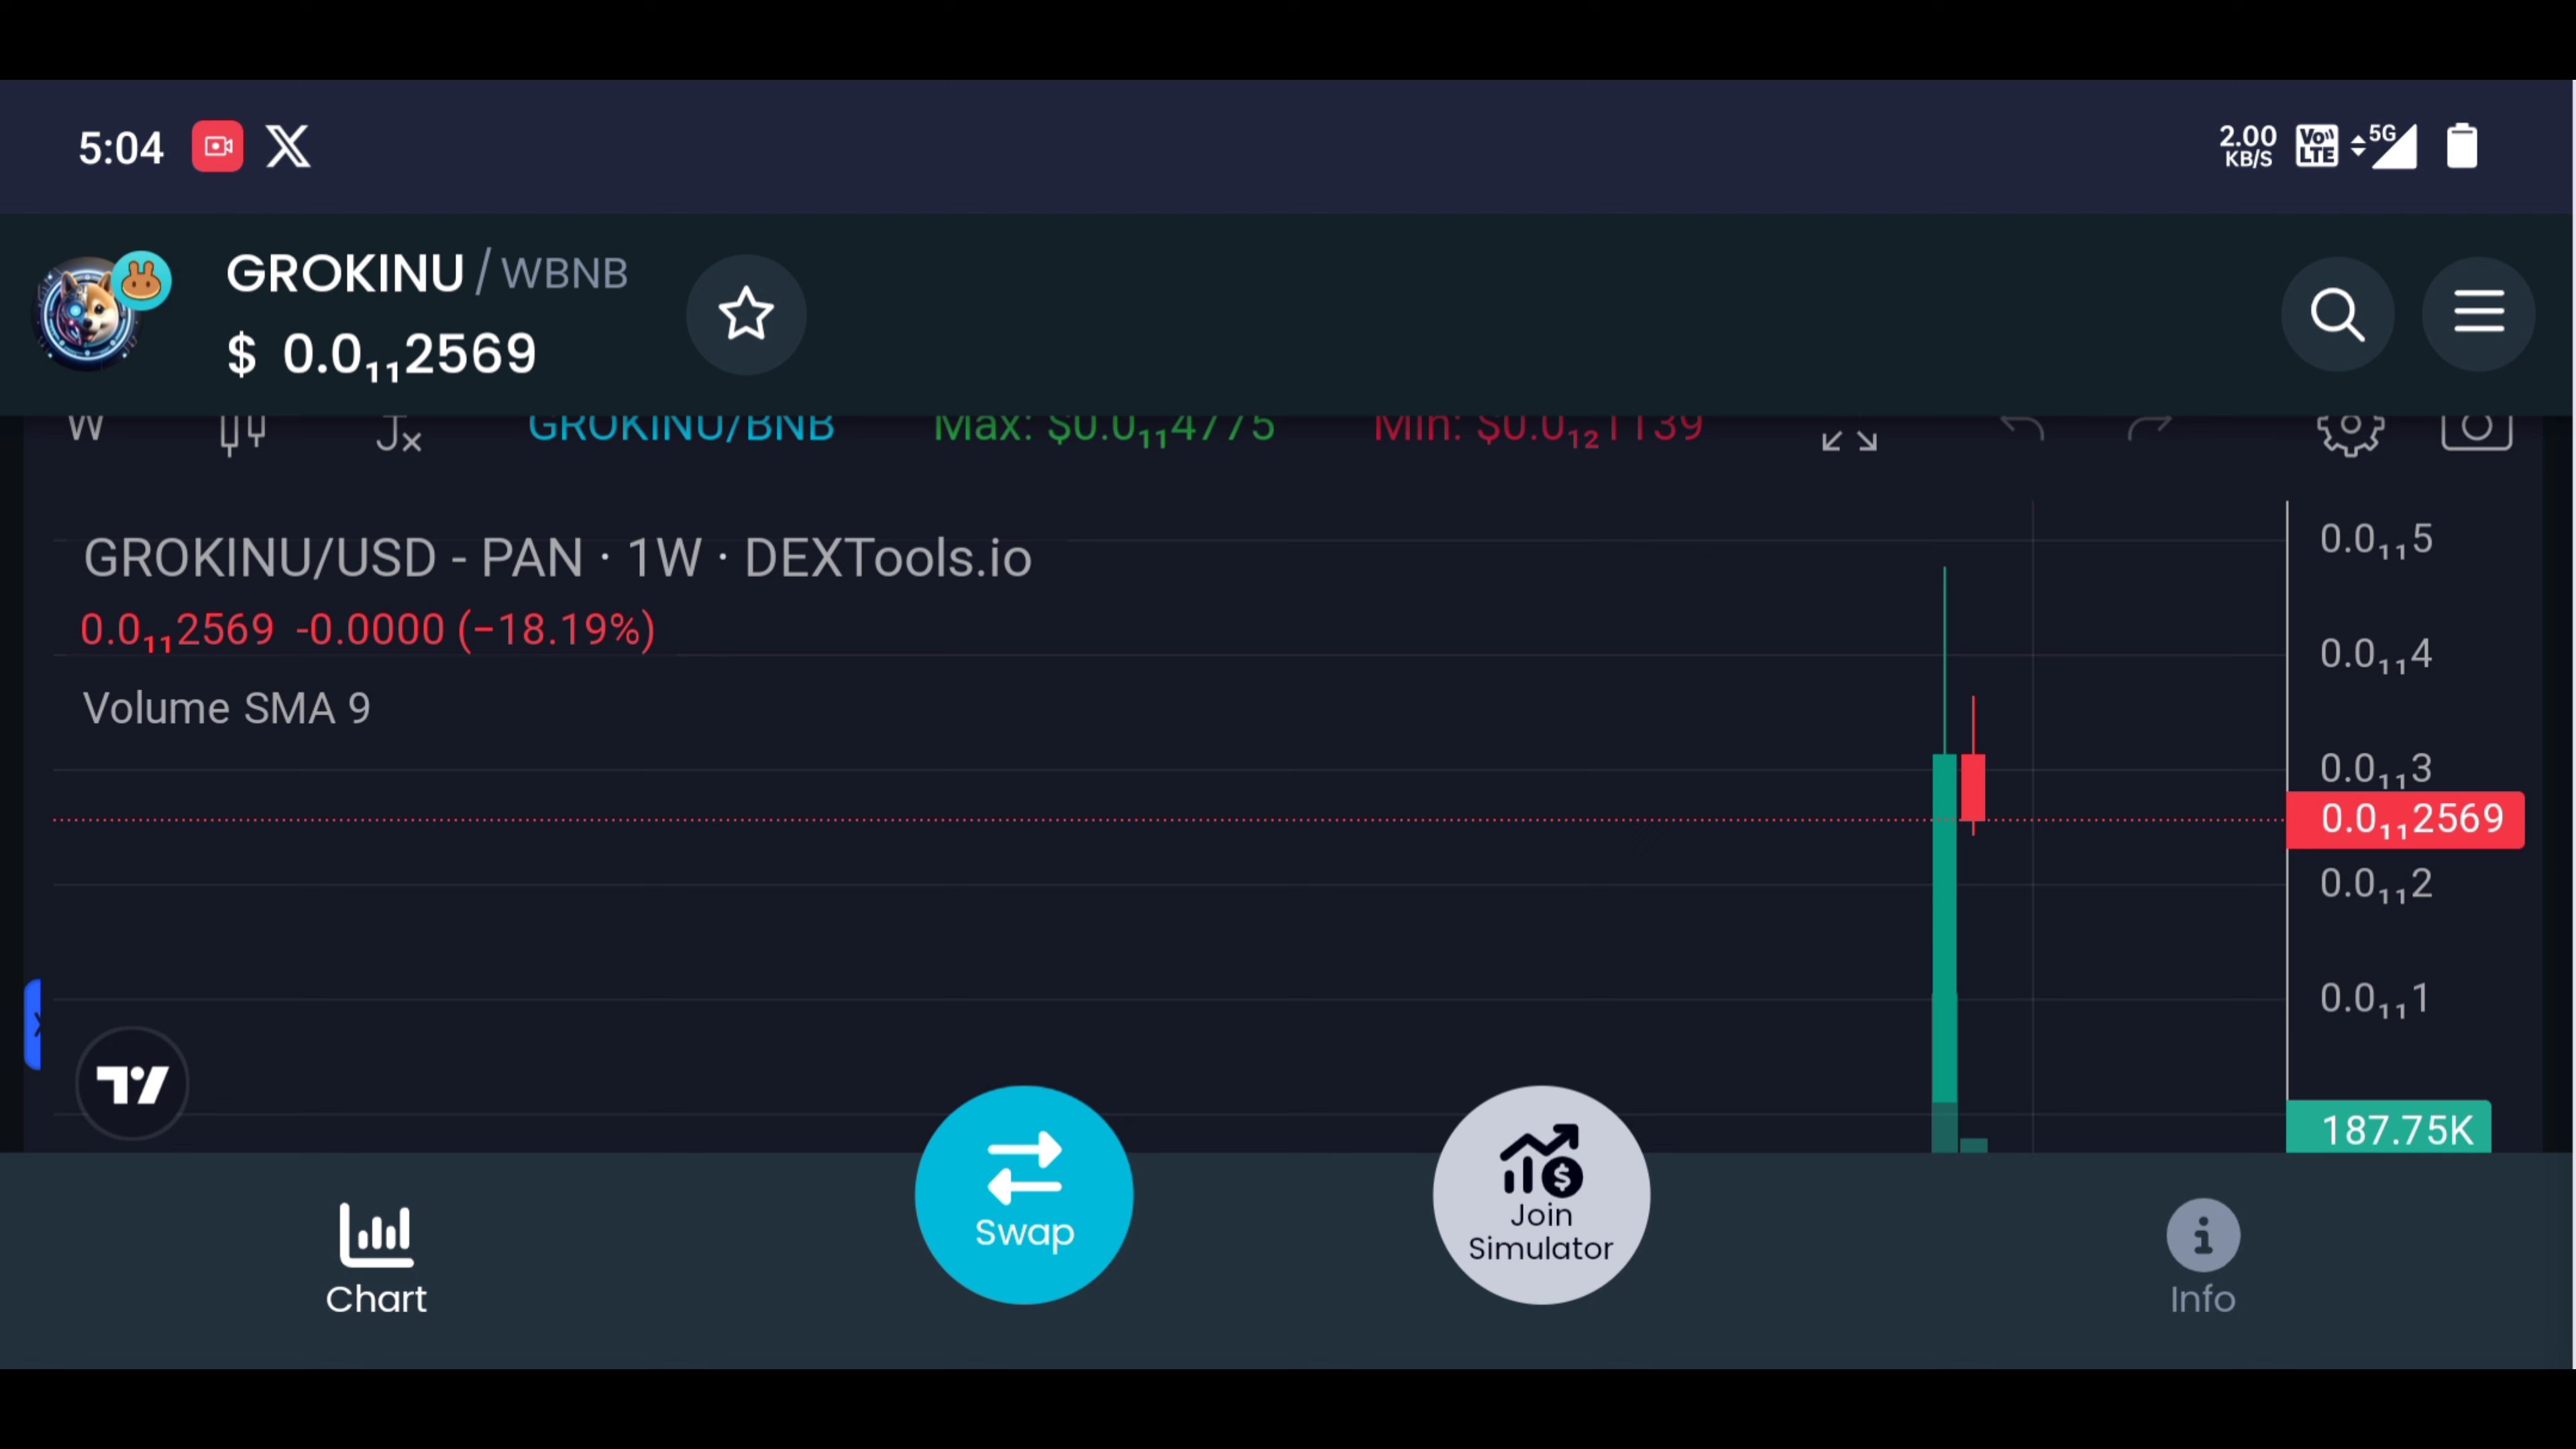 5:04
2.00 KB/S
VoLTE
5G
GROKINU / WBNB
$ 0.0₁₁2569
W
GROKINU/BNB
Max: $0.0₁₁4775
Min: $0.0₁₂1139
GROKINU/USD - PAN · 1W · DEXTools.io
0.0₁₁2569 -0.0000 (−18.19%)
Volume SMA 9
0.0₁₁5
0.0₁₁4
0.0₁₁3
0.0₁₁2569
0.0₁₁2
0.0₁₁1
187.75K
Chart
Swap
Join
Simulator
Info